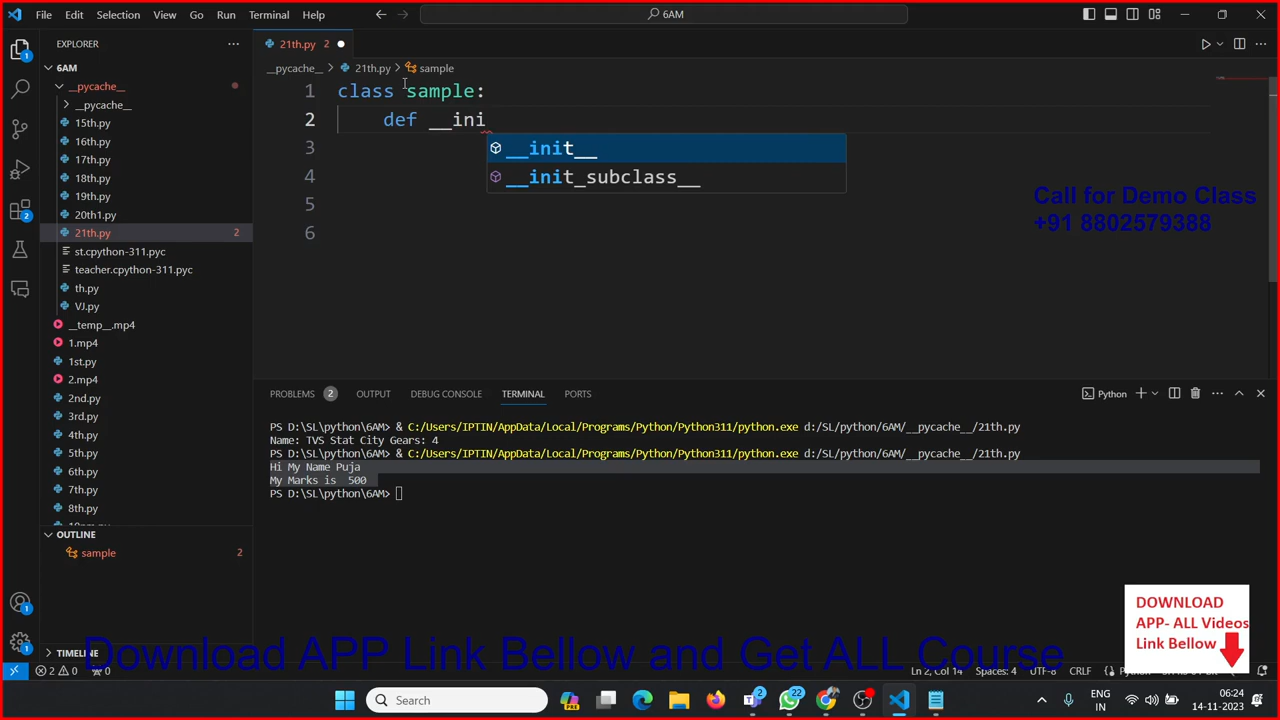 File Edit Selection View Go Run Terminal Help
6AM
EXPLORER
21th.py 2
6AM
__pycache__ > 21th.py > sample
__pycache__
__pycache__
15th.py
16th.py
17th.py
18th.py
19th.py
20th1.py
21th.py 2
st.cpython-311.pyc
teacher.cpython-311.pyc
th.py
VJ.py
__temp__.mp4
1.mp4
1st.py
2.mp4
2nd.py
3rd.py
4th.py
5th.py
6th.py
7th.py
8th.py
OUTLINE
sample 2
TIMELINE
1 class sample:
2 def __ini
3
4
5
6
__init__
__init_subclass__
Call for Demo Class
+91 8802579388
PROBLEMS 2 OUTPUT DEBUG CONSOLE TERMINAL PORTS
Python
PS D:\SL\python\6AM> & C:/Users/IPTIN/AppData/Local/Programs/Python/Python311/python.exe d:/SL/python/6AM/__pycache__/21th.py
Name: TVS Stat City Gears: 4
PS D:\SL\python\6AM> & C:/Users/IPTIN/AppData/Local/Programs/Python/Python311/python.exe d:/SL/python/6AM/__pycache__/21th.py
Hi My Name Puja
My Marks is 500
PS D:\SL\python\6AM>
DOWNLOAD
APP- ALL Videos
Link Bellow
Download APP Link Bellow and Get ALL Course
2 0 0 Ln 2, Col 14 Spaces: 4 UTF-8 CRLF
Search
ENG
IN
06:24
14-11-2023